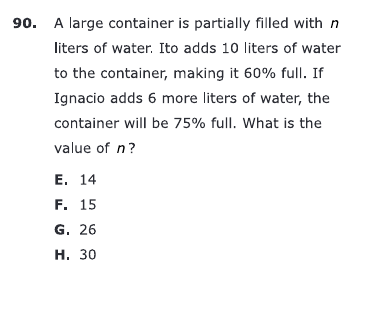 90. A large container is partially filled with n
liters of water. Ito adds 10 liters of water
to the container, making it 60% full. If
Ignacio adds 6 more liters of water, the
container will be 75% full. What is the
value of n?
E. 14
F. 15
G. 26
H. 30